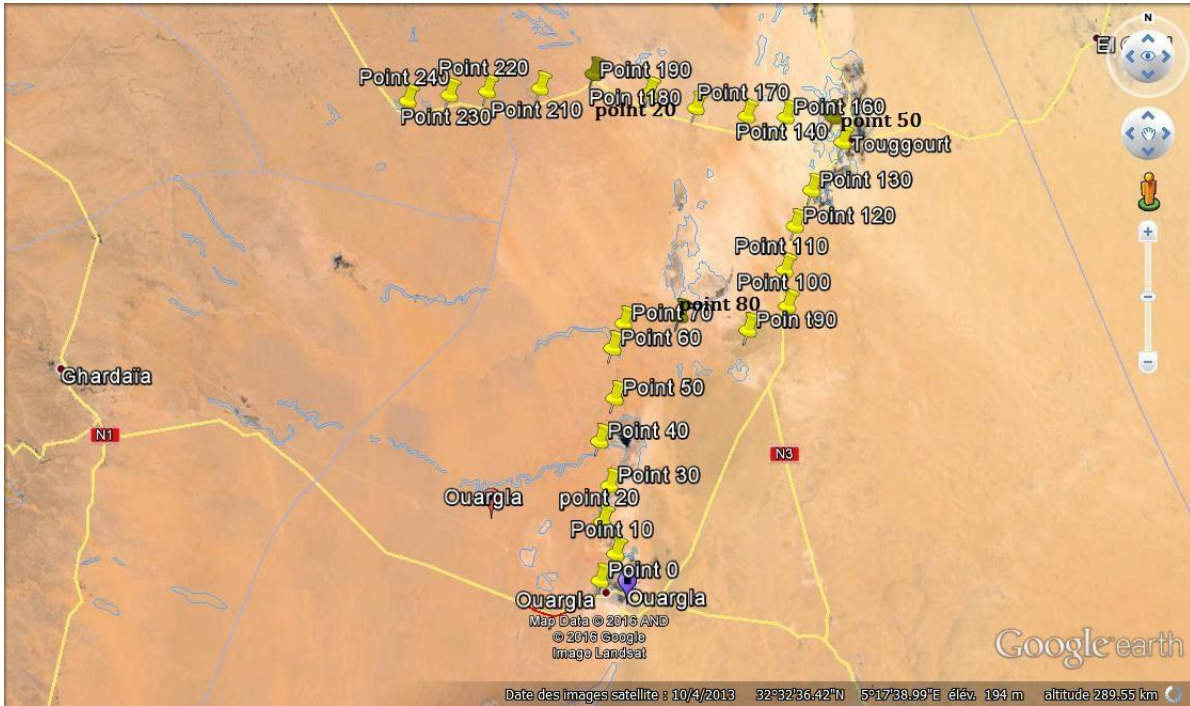 N
El
Point 240
Point 220
Point 190
Point 230
Point 210
Poin t180
point 20
Point 170
Point 160
Point 140
point 50
Touggourt
Point 130
Point 120
Point 110
Point 100
point 80
Point 70
Poin t90
Point 60
Ghardaïa
Point 50
N1
Point 40
N3
Point 30
Ouargla
point 20
Point 10
Point 0
Ouargla
Ouargla
Map Data © 2016 AND
© 2016 Google
Image Landsat
Google earth
Date des images satellite : 10/4/2013 32°32'36.42"N 5°17'38.99"E élév. 194 m altitude 289.55 km